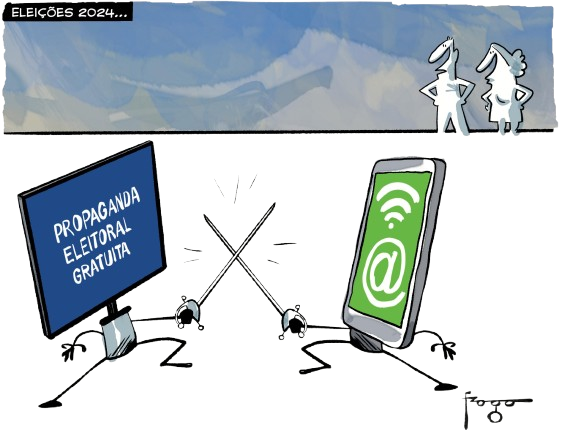 ELEIÇÕES 2024...
PROPAGANDA
ELEITORAL
GRATUITA
@